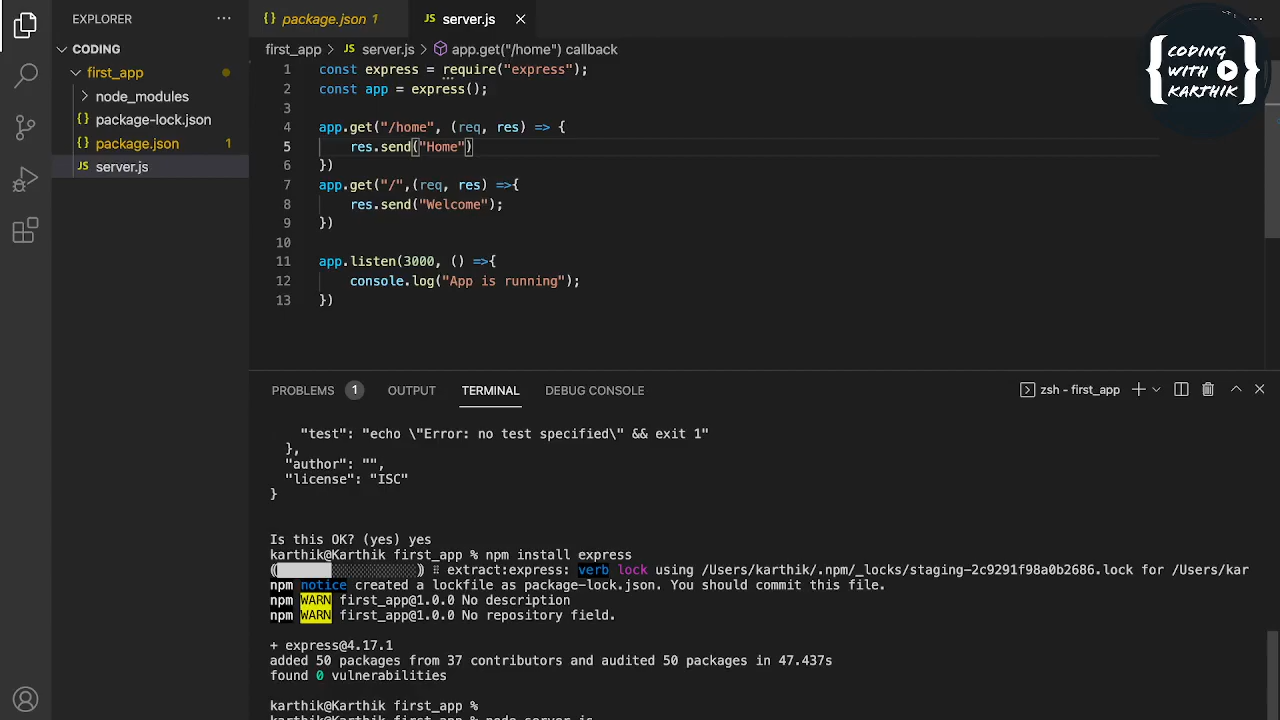 EXPLORER
CODING
first_app
node_modules
package-lock.json
package.json 1
server.js
package.json 1
JS server.js
first_app > JS server.js > app.get("/home") callback
1 const express = require("express");
2 const app = express();
3
4 app.get("/home", (req, res) => {
5 res.send("Home")
6 })
7 app.get("/",(req, res) =>{
8 res.send("Welcome");
9 })
10
11 app.listen(3000, () =>{
12 console.log("App is running");
13 })
CODING
WITH
KARTHIK
PROBLEMS 1 OUTPUT TERMINAL DEBUG CONSOLE zsh - first_app
"test": "echo \"Error: no test specified\" && exit 1"
},
"author": "",
"license": "ISC"
}
Is this OK? (yes) yes
karthik@Karthik first_app % npm install express
extract:express: verb lock using /Users/karthik/.npm/_locks/staging-2c9291f98a0b2686.lock for /Users/kar
npm notice created a lockfile as package-lock.json. You should commit this file.
npm WARN first_app@1.0.0 No description
npm WARN first_app@1.0.0 No repository field.
+ express@4.17.1
added 50 packages from 37 contributors and audited 50 packages in 47.437s
found 0 vulnerabilities
karthik@Karthik first_app %
karthik@Karthik first_app % node server.js